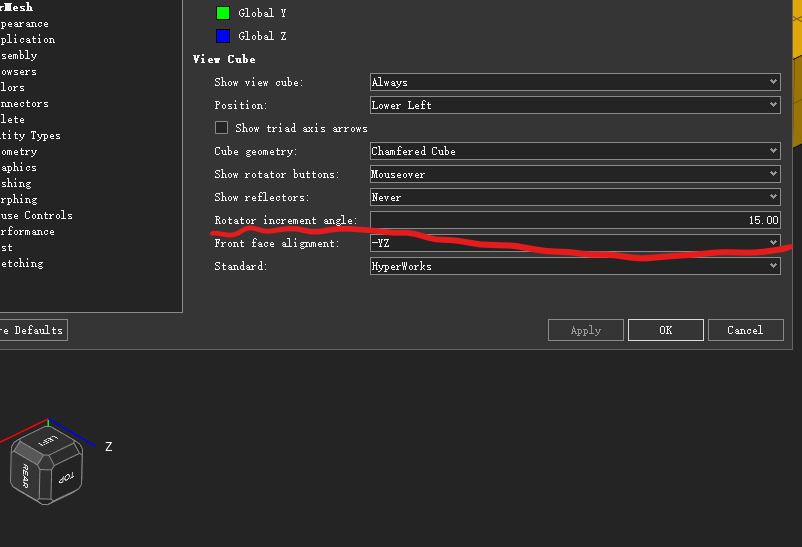 rMesh
pearance
plication
sembly
owsers
lors
nnectors
lete
tity Types
ometry
aphics
shing
rphing
use Controls
rformance
st
etching
re Defaults
Global Y
Global Z
View Cube
Show view cube: Always
Position: Lower Left
Show triad axis arrows
Cube geometry: Chamfered Cube
Show rotator buttons: Mouseover
Show reflectors: Never
Rotator increment angle: 15.00
Front face alignment: -YZ
Standard: HyperWorks
Apply OK Cancel
Z
LEFT
REAR
TOP